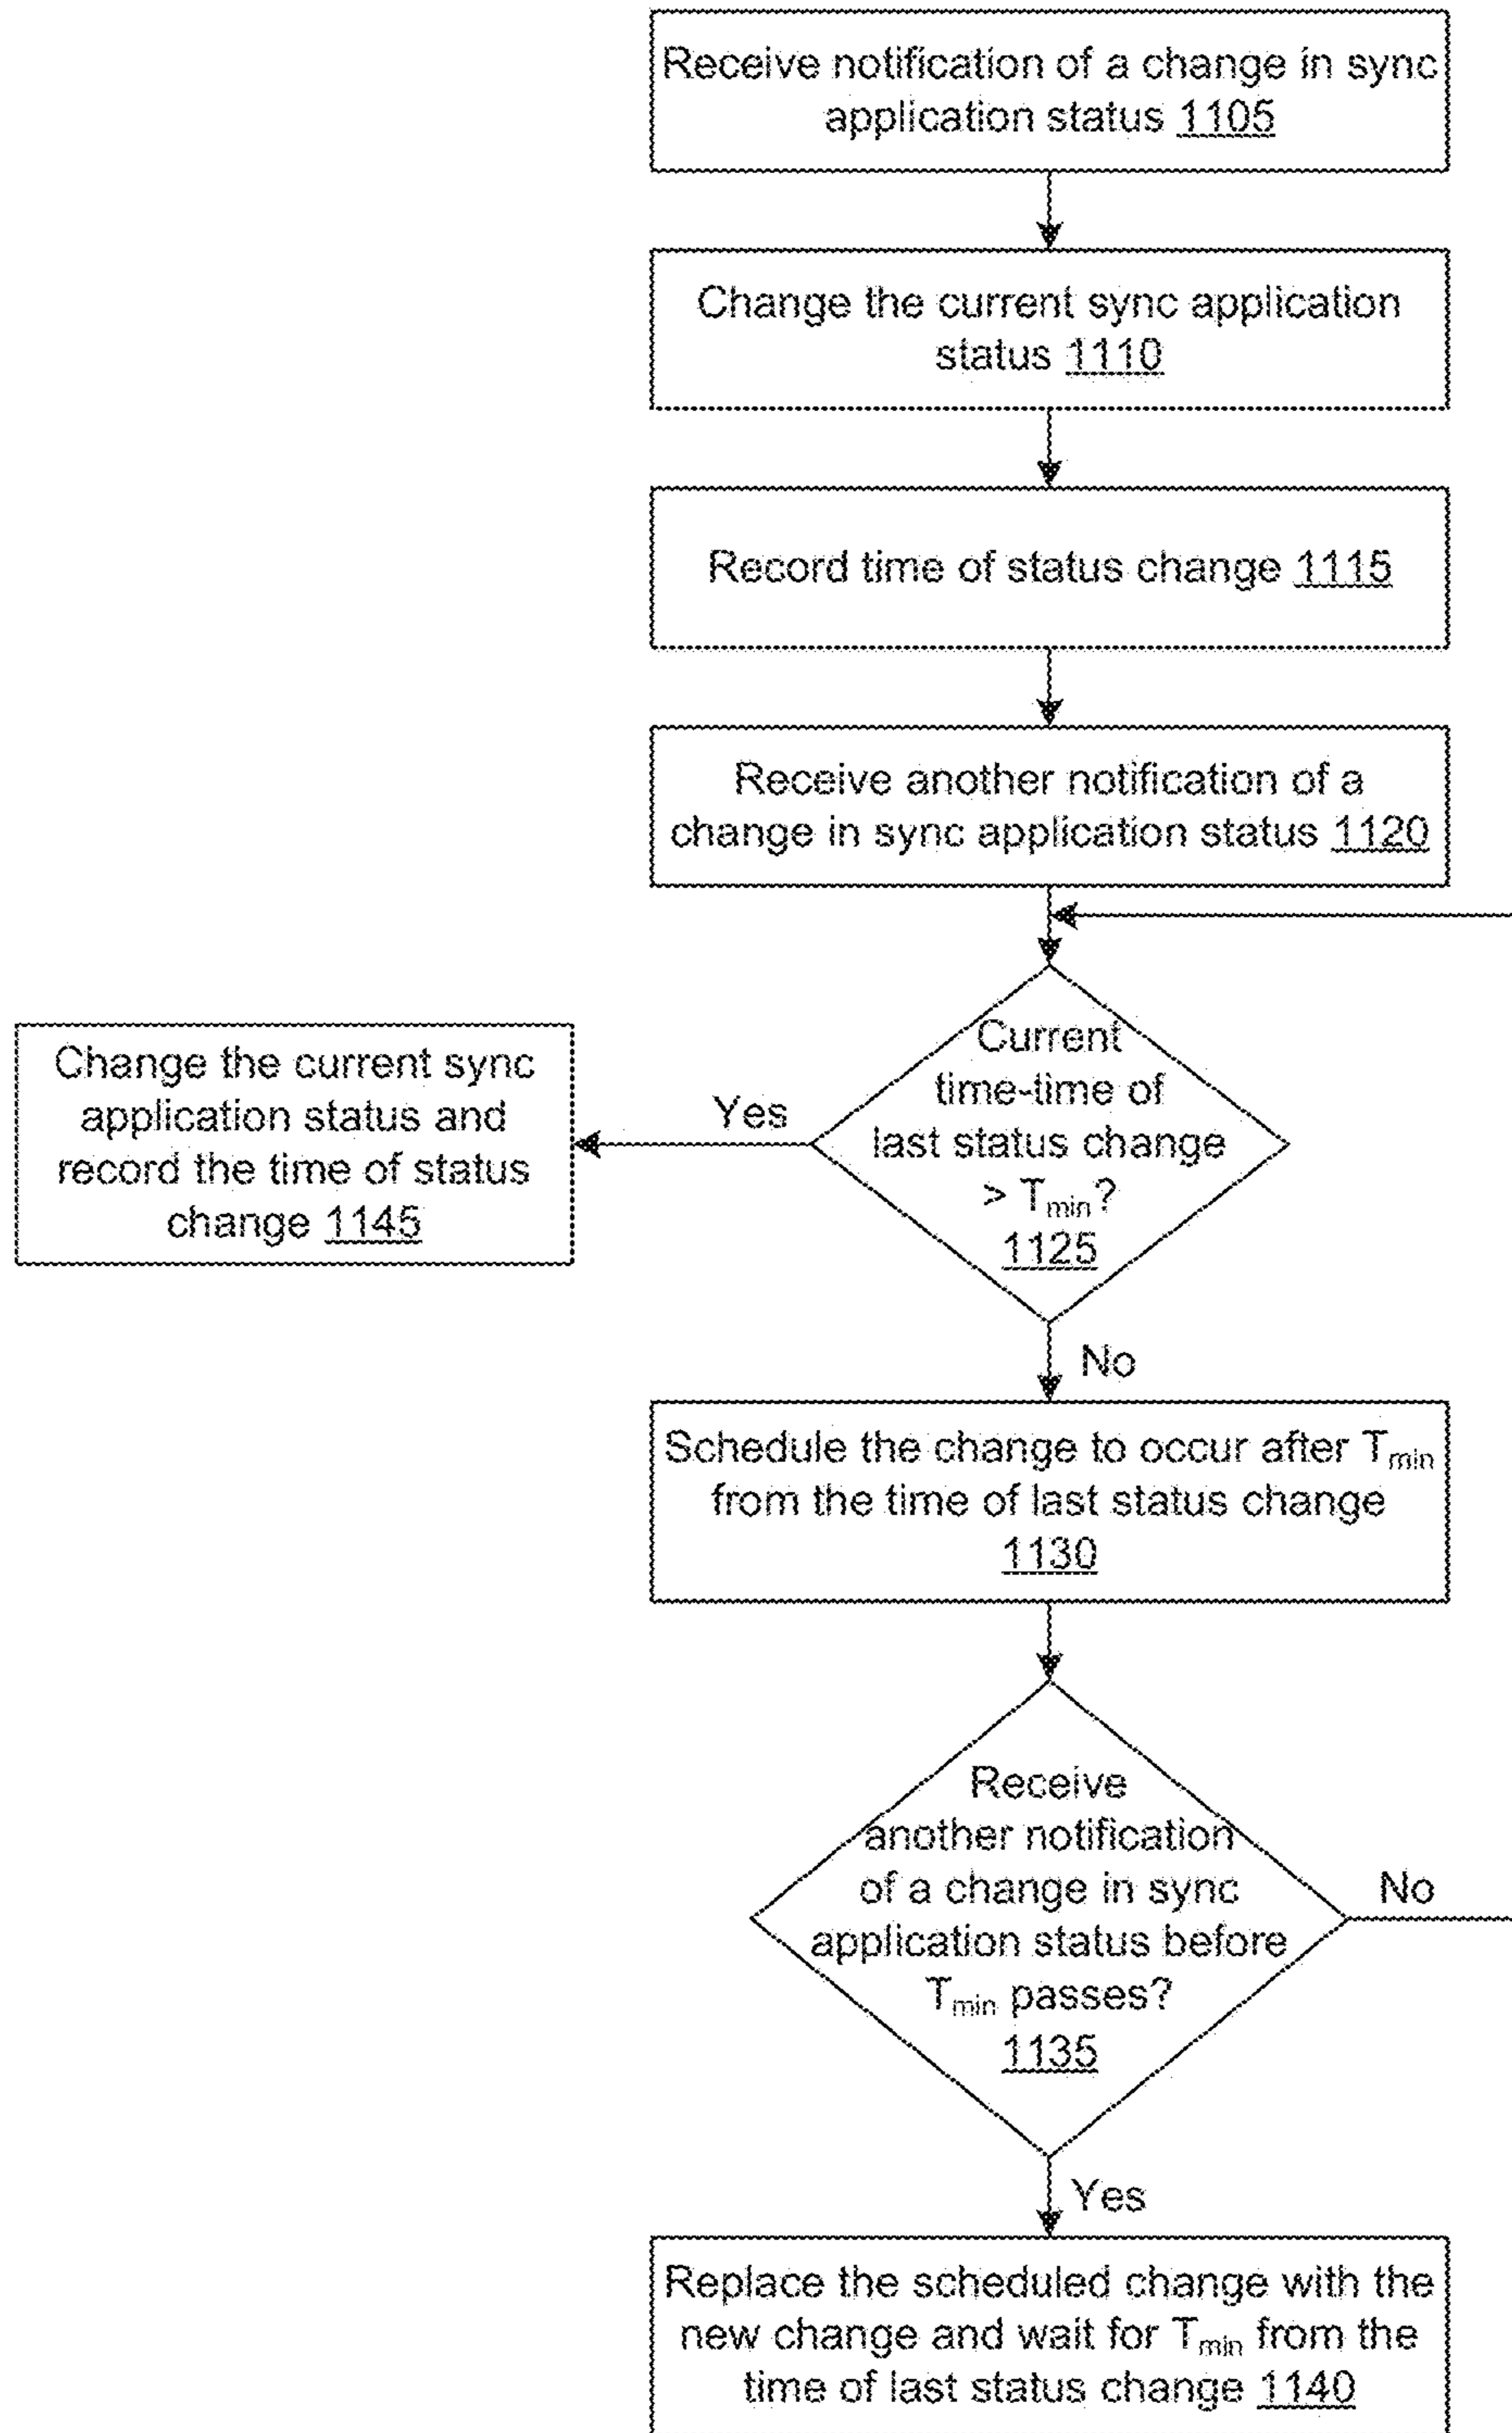 Receive notification of a change in sync
application status 1105
Change the current sync application
status 1110
Record time of status change 1115
Receive another notification of a
change in sync application status 1120
Current
time-time of
last status change
> Tmin?
1125
Yes
Change the current sync
application status and
record the time of status
change 1145
No
Schedule the change to occur after Tmin
from the time of last status change
1130
Receive
another notification
of a change in sync
application status before
Tmin passes?
1135
No
Yes
Replace the scheduled change with the
new change and wait for Tmin from the
time of last status change 1140